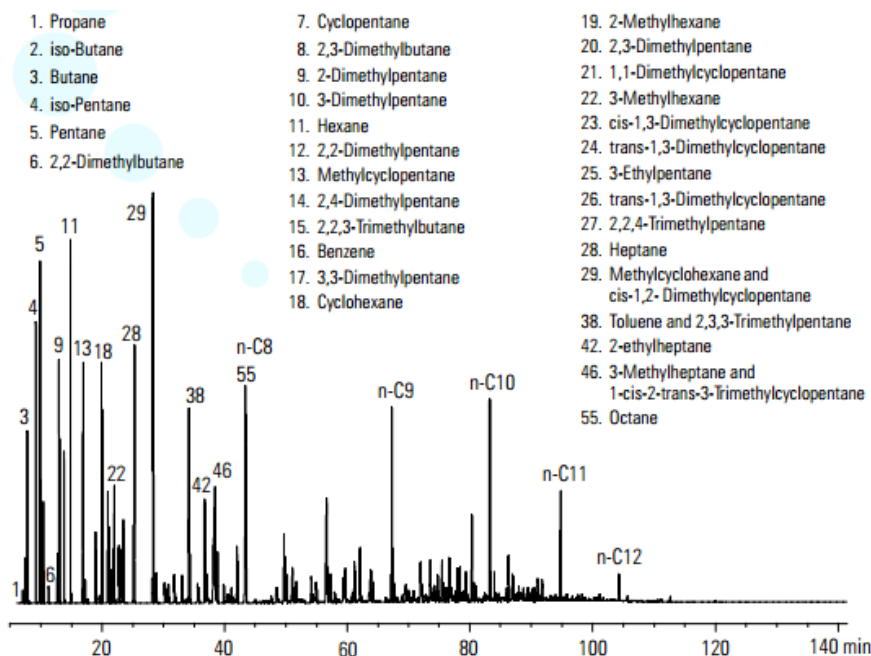 1. Propane
2. iso-Butane
3. Butane
4. iso-Pentane
5. Pentane
6. 2,2-Dimethylbutane
7. Cyclopentane
8. 2,3-Dimethylbutane
9. 2-Dimethylpentane
10. 3-Dimethylpentane
11. Hexane
12. 2,2-Dimethylpentane
13. Methylcyclopentane
14. 2,4-Dimethylpentane
15. 2,2,3-Trimethylbutane
16. Benzene
17. 3,3-Dimethylpentane
18. Cyclohexane
19. 2-Methylhexane
20. 2,3-Dimethylpentane
21. 1,1-Dimethylcyclopentane
22. 3-Methylhexane
23. cis-1,3-Dimethylcyclopentane
24. trans-1,3-Dimethylcyclopentane
25. 3-Ethylpentane
26. trans-1,3-Dimethylcyclopentane
27. 2,2,4-Trimethylpentane
28. Heptane
29. Methylcyclohexane and
cis-1,2- Dimethylcyclopentane
38. Toluene and 2,3,3-Trimethylpentane
42. 2-ethylheptane
46. 3-Methylheptane and
1-cis-2-trans-3-Trimethylcyclopentane
55. Octane
1
3
4
5
6
9
11
13
18
22
28
29
38
42
46
n-C8
55
n-C9
n-C10
n-C11
n-C12
20
40
60
80
100
120
140 min